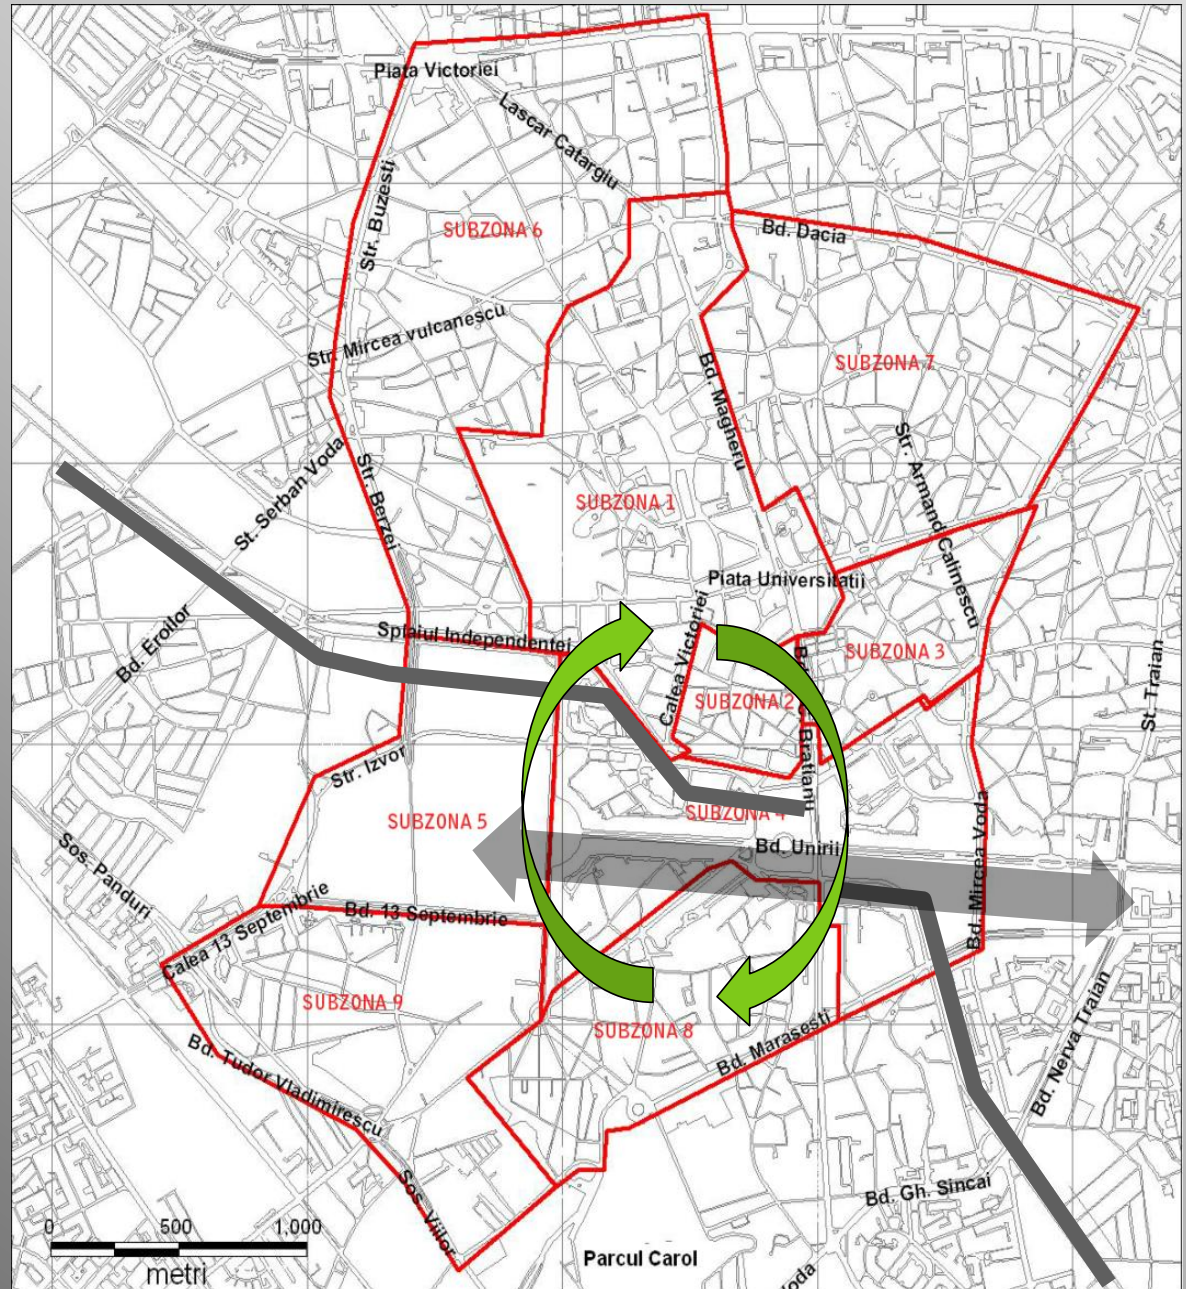 Piata Victoriei
Lascar Catargiu
Str. Buzesti
SUBZONA 6
Bd. Dacia
Str. Mircea vulcanescu
SUBZONA 7
Bd. Magheru
Str. Armand Calinescu
St. Serban Voda
Str. Berzei
SUBZONA 1
Piata Universitatii
Bd. Eroilor
Splaiul Independentei
Calea Victoriei
SUBZONA 3
St. Traian
SUBZONA 2
Bratianu
Str. Izvor
SUBZONA 5
SUBZONA 4
Bd. Unirii
Bd. Mircea Voda
Sos. Panduri
Calea 13 Septembrie
Bd. 13 Septembrie
SUBZONA 9
SUBZONA 8
Bd. Marasesti
Bd. Nerva Traian
Bd. Tudor Vladimirescu
Sos. Viilor
Bd. Gh. Sincai
0 500 1,000
metri
Parcul Carol